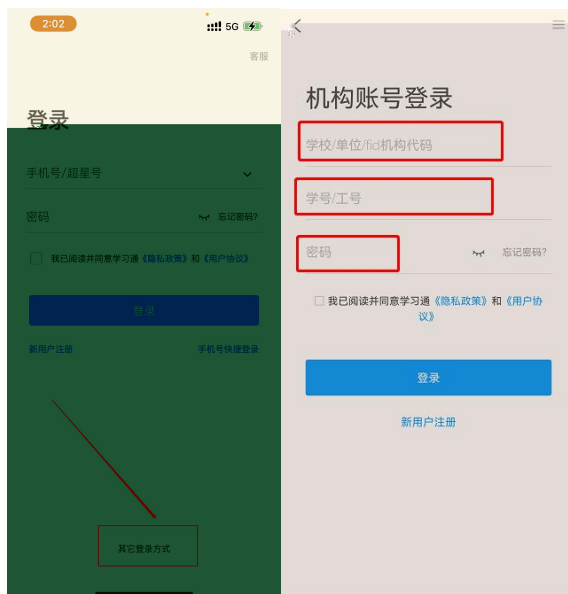 2:02
5G
客服
登录
手机号/超星号
密码
忘记密码?
我已阅读并同意学习通《隐私政策》和《用户协议》
登录
新用户注册
手机号快捷登录
其它登录方式
机构账号登录
学校/单位/fid机构代码
学号/工号
密码
忘记密码?
我已阅读并同意学习通《隐私政策》和《用户协
议》
登录
新用户注册